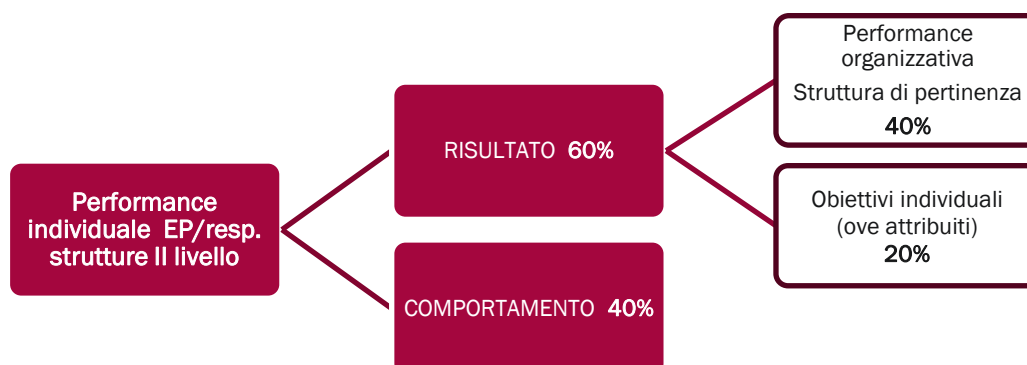 Performance
individuale EP/resp.
strutture II livello
RISULTATO 60%
COMPORTAMENTO 40%
Performance
organizzativa
Struttura di pertinenza
40%
Obiettivi individuali
(ove attribuiti)
20%